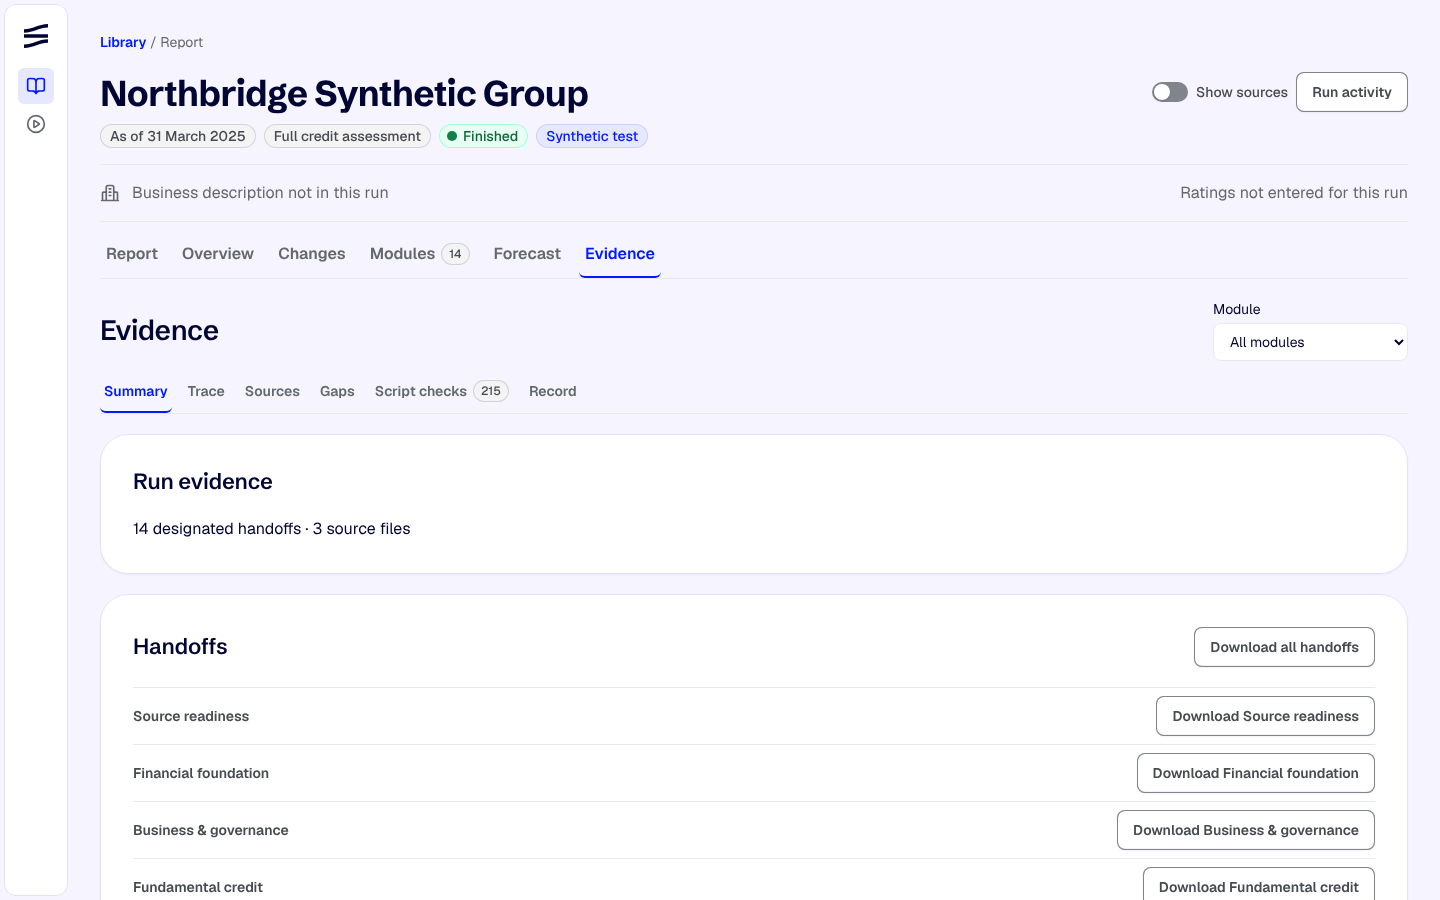 Library / Report
Northbridge Synthetic Group
Show sources
Run activity
As of 31 March 2025
Full credit assessment
Finished
Synthetic test
Business description not in this run
Ratings not entered for this run
Report
Overview
Changes
Modules 14
Forecast
Evidence
Evidence
Module
All modules
Summary
Trace
Sources
Gaps
Script checks 215
Record
Run evidence
14 designated handoffs · 3 source files
Handoffs
Download all handoffs
Source readiness
Download Source readiness
Financial foundation
Download Financial foundation
Business & governance
Download Business & governance
Fundamental credit
Download Fundamental credit